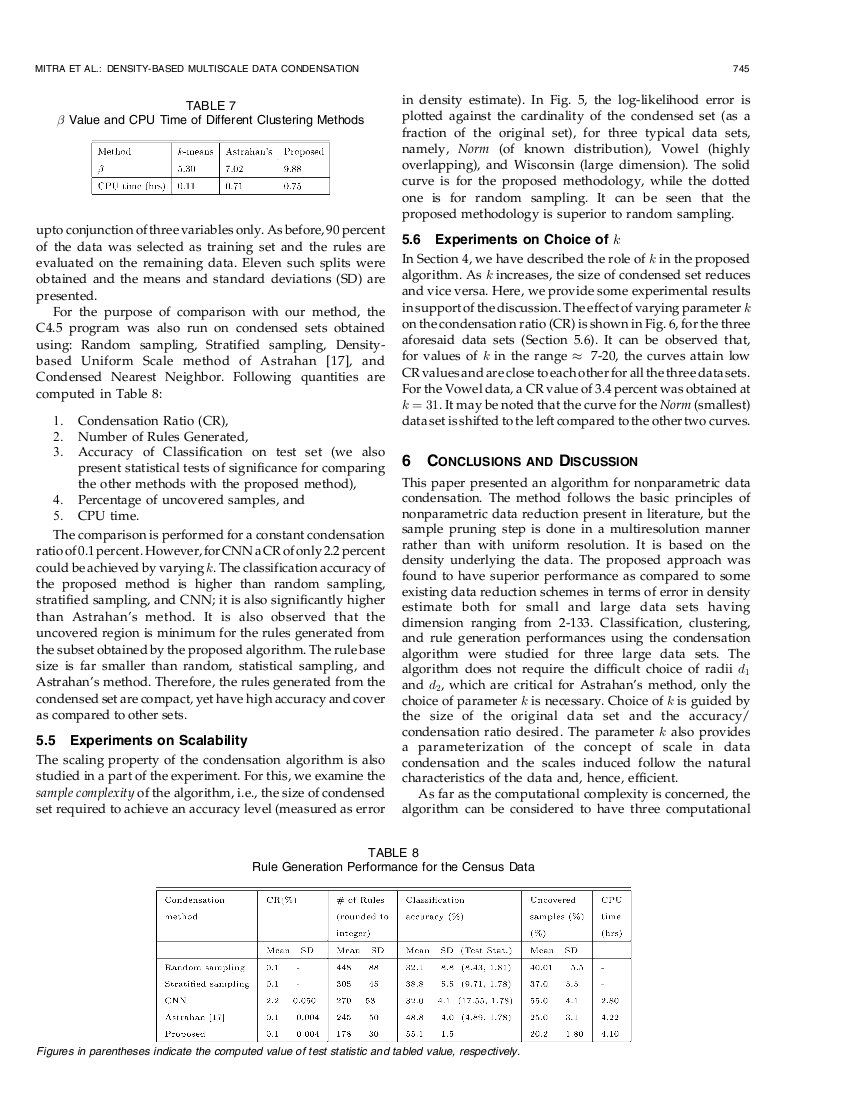 MITRA ET AL.: DENSITY-BASED MULTISCALE DATA CONDENSATION 745
TABLE 7
β Value and CPU Time of Different Clustering Methods
Method k-means Astrahan's Proposed
β 5.30 7.02 9.88
CPU time (hrs) 0.11 0.71 0.75
upto conjunction of three variables only. As before, 90 percent
of the data was selected as training set and the rules are
evaluated on the remaining data. Eleven such splits were
obtained and the means and standard deviations (SD) are
presented.
For the purpose of comparison with our method, the
C4.5 program was also run on condensed sets obtained
using: Random sampling, Stratified sampling, Density-
based Uniform Scale method of Astrahan [17], and
Condensed Nearest Neighbor. Following quantities are
computed in Table 8:
1. Condensation Ratio (CR),
2. Number of Rules Generated,
3. Accuracy of Classification on test set (we also
present statistical tests of significance for comparing
the other methods with the proposed method),
4. Percentage of uncovered samples, and
5. CPU time.
The comparison is performed for a constant condensation
ratio of 0.1 percent. However, for CNN a CR of only 2.2 percent
could be achieved by varying k. The classification accuracy of
the proposed method is higher than random sampling,
stratified sampling, and CNN; it is also significantly higher
than Astrahan's method. It is also observed that the
uncovered region is minimum for the rules generated from
the subset obtained by the proposed algorithm. The rule base
size is far smaller than random, statistical sampling, and
Astrahan's method. Therefore, the rules generated from the
condensed set are compact, yet have high accuracy and cover
as compared to other sets.
5.5 Experiments on Scalability
The scaling property of the condensation algorithm is also
studied in a part of the experiment. For this, we examine the
sample complexity of the algorithm, i.e., the size of condensed
set required to achieve an accuracy level (measured as error
in density estimate). In Fig. 5, the log-likelihood error is
plotted against the cardinality of the condensed set (as a
fraction of the original set), for three typical data sets,
namely, Norm (of known distribution), Vowel (highly
overlapping), and Wisconsin (large dimension). The solid
curve is for the proposed methodology, while the dotted
one is for random sampling. It can be seen that the
proposed methodology is superior to random sampling.
5.6 Experiments on Choice of k
In Section 4, we have described the role of k in the proposed
algorithm. As k increases, the size of condensed set reduces
and vice versa. Here, we provide some experimental results
in support of the discussion. The effect of varying parameter k
on the condensation ratio (CR) is shown in Fig. 6, for the three
aforesaid data sets (Section 5.6). It can be observed that,
for values of k in the range ≈ 7-20, the curves attain low
CR values and are close to each other for all the three data sets.
For the Vowel data, a CR value of 3.4 percent was obtained at
k = 31. It may be noted that the curve for the Norm (smallest)
data set is shifted to the left compared to the other two curves.
6 CONCLUSIONS AND DISCUSSION
This paper presented an algorithm for nonparametric data
condensation. The method follows the basic principles of
nonparametric data reduction present in literature, but the
sample pruning step is done in a multiresolution manner
rather than with uniform resolution. It is based on the
density underlying the data. The proposed approach was
found to have superior performance as compared to some
existing data reduction schemes in terms of error in density
estimate both for small and large data sets having
dimension ranging from 2-133. Classification, clustering,
and rule generation performances using the condensation
algorithm were studied for three large data sets. The
algorithm does not require the difficult choice of radii d1
and d2, which are critical for Astrahan's method, only the
choice of parameter k is necessary. Choice of k is guided by
the size of the original data set and the accuracy/
condensation ratio desired. The parameter k also provides
a parameterization of the concept of scale in data
condensation and the scales induced follow the natural
characteristics of the data and, hence, efficient.
As far as the computational complexity is concerned, the
algorithm can be considered to have three computational
TABLE 8
Rule Generation Performance for the Census Data
Condensation CR(%) # of Rules Classification Uncovered CPU
method (rounded to accuracy (%) samples (%) time
integer) (%) (hrs)
Mean SD Mean SD Mean SD (Test Stat.) Mean SD
Random sampling 0.1 - 448 88 32.1 8.8 (8.43, 1.81) 40.01 5.5 -
Stratified sampling 0.1 - 305 45 38.8 5.5 (9.71, 1.78) 37.0 5.5 -
CNN 2.2 0.050 270 53 32.0 4.1 (17.55, 1.78) 55.0 4.1 2.80
Astrahan [17] 0.1 0.004 245 50 48.8 4.0 (4.89, 1.78) 25.0 3.1 4.22
Proposed 0.1 0.004 178 30 55.1 1.5 20.2 1.80 4.10
Figures in parentheses indicate the computed value of test statistic and tabled value, respectively.